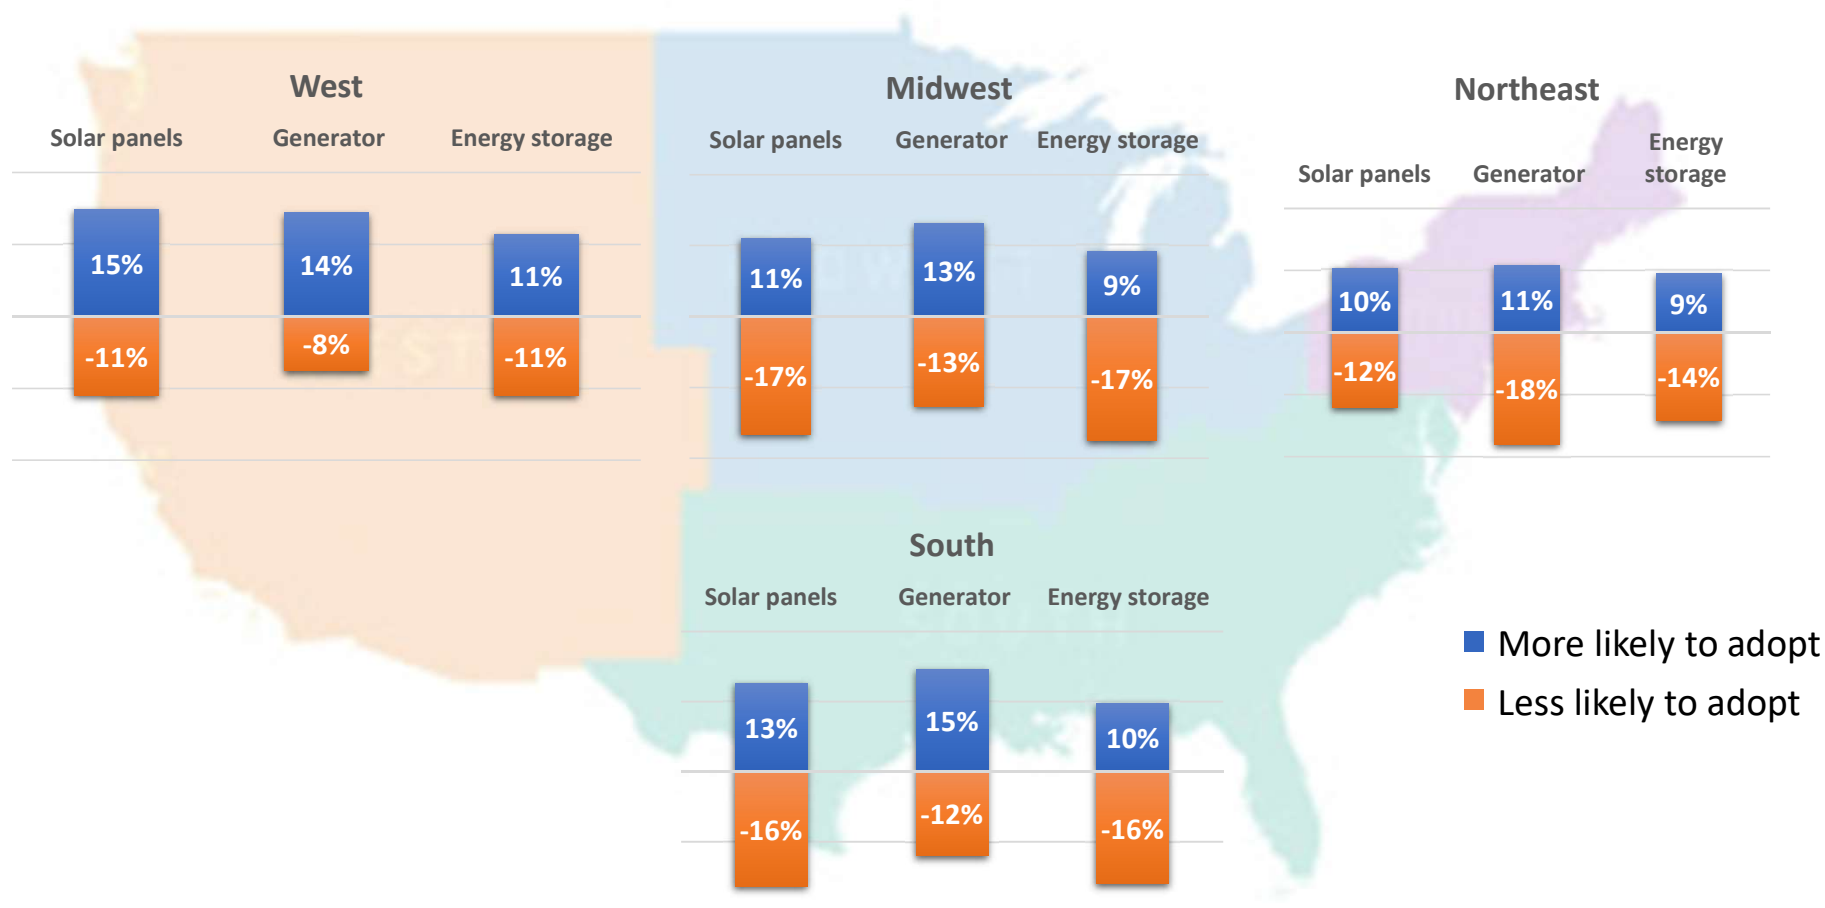 West
Solar panels
Generator
Energy storage
15%
14%
11%
-11%
-8%
-11%
Midwest
Solar panels
Generator
Energy storage
11%
13%
9%
-17%
-13%
-17%
Northeast
Solar panels
Generator
Energy
storage
10%
11%
9%
-12%
-18%
-14%
South
Solar panels
Generator
Energy storage
13%
15%
10%
-16%
-12%
-16%
More likely to adopt
Less likely to adopt